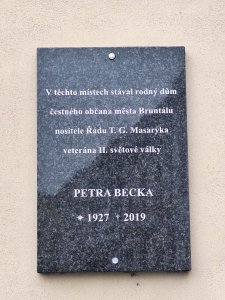 V těchto místech stával rodný dům
čestného občana města Bruntálu
nositele Řádu T. G. Masaryka
veterána II. světové války
PETRA BECKA
✴ 1927 † 2019